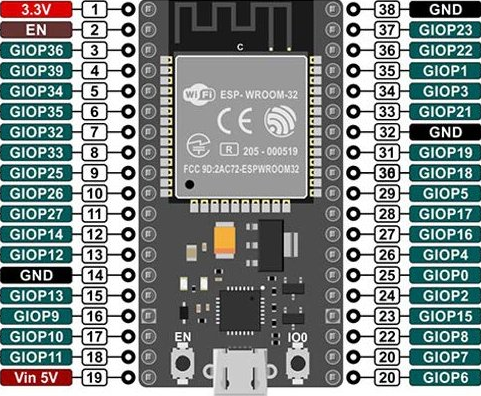 3.3V 1 38 GND
EN 2 37 GIOP23
GIOP36 3 36 GIOP22
GIOP39 4 35 GIOP1
GIOP34 5 34 GIOP3
GIOP35 6 33 GIOP21
GIOP32 7 32 GND
GIOP33 8 31 GIOP19
GIOP25 9 30 GIOP18
GIOP26 10 29 GIOP5
GIOP27 11 28 GIOP17
GIOP14 12 27 GIOP16
GIOP12 13 26 GIOP4
GND 14 25 GIOP0
GIOP13 15 24 GIOP2
GIOP9 16 23 GIOP15
GIOP10 17 22 GIOP8
GIOP11 18 20 GIOP7
Vin 5V 19 20 GIOP6
C
WiFi ESP-WROOM-32
CE
R 205-000519
FCC 9D:2AC72-ESPWROOM32
EN IO0